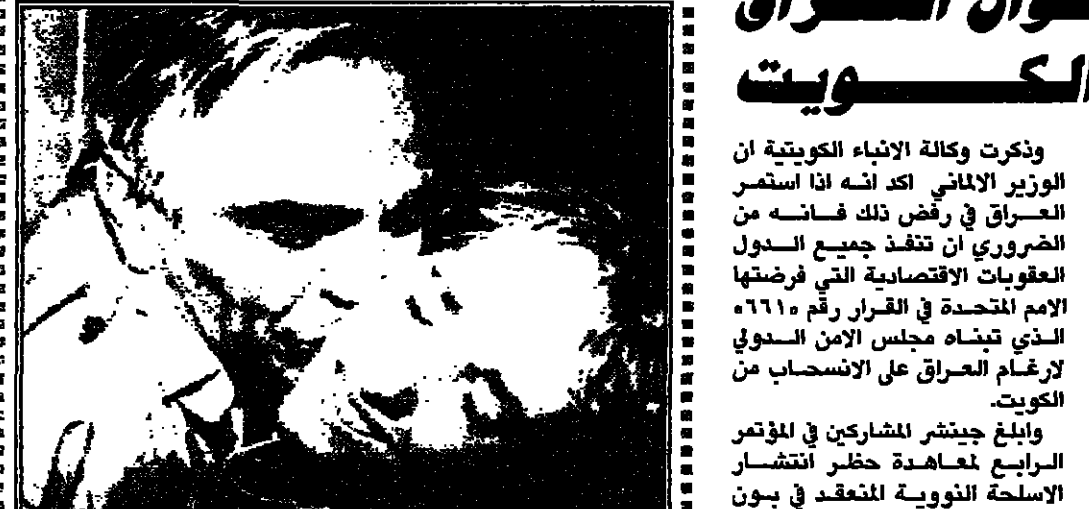 العراق
الكويت
وذكرت وكالة الانباء الكويتية ان
الوزير الالماني اكد انه اذا استمر
العراق في رفض ذلك فانه من
الضروري ان تنفذ جميع الدول
العقوبات الاقتصادية التي فرضتها
الامم المتحدة في القرار رقم «٦٦١»
الذي تبناه مجلس الامن الدولي
لارغام العراق على الانسحاب من
الكويت.
وابلغ جينشر المشاركين في المؤتمر
الرابع لمعاهدة حظر انتشار
الاسلحة النووية المنعقد في بون